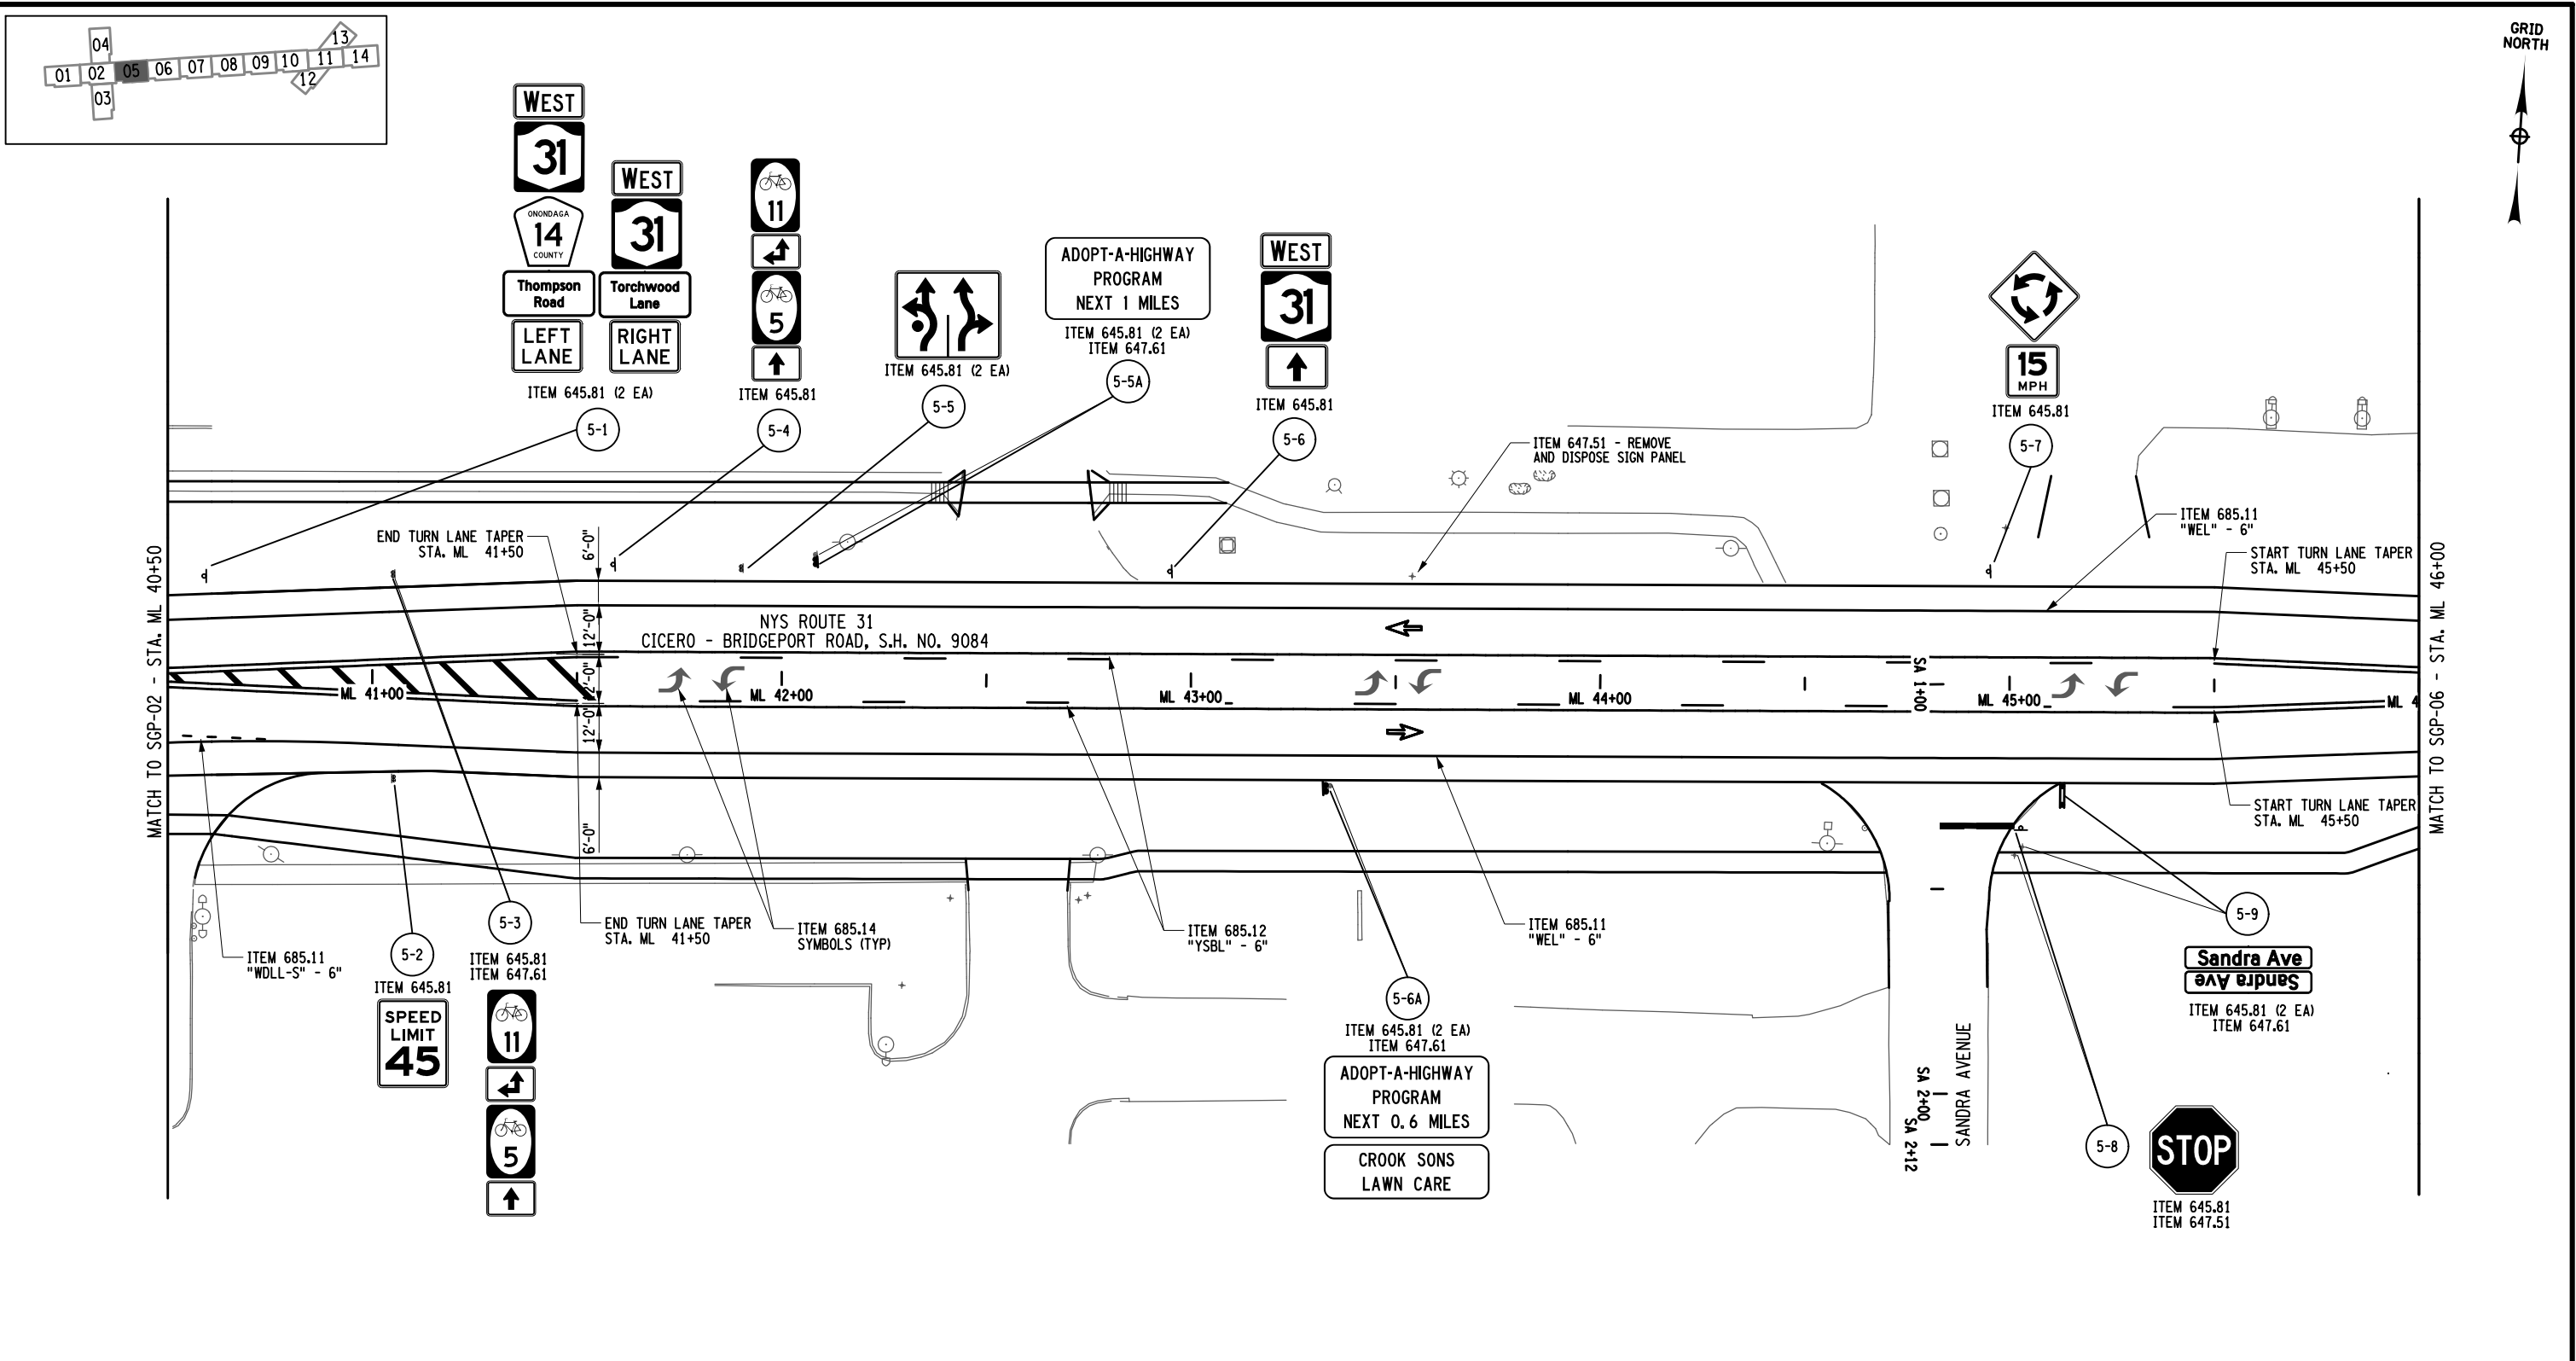 04
13
01 02 05 06 07 08 09 10 11 14
12
03
GRID
NORTH
WEST
31
ONONDAGA
14
COUNTY
Thompson
Road
LEFT
LANE
WEST
31
Torchwood
Lane
RIGHT
LANE
ITEM 645.81 (2 EA)
5-1
11
5
ITEM 645.81
5-4
ITEM 645.81 (2 EA)
5-5
ADOPT-A-HIGHWAY
PROGRAM
NEXT 1 MILES
ITEM 645.81 (2 EA)
ITEM 647.61
5-5A
WEST
31
ITEM 645.81
5-6
ITEM 647.51 - REMOVE
AND DISPOSE SIGN PANEL
15
MPH
ITEM 645.81
5-7
ITEM 685.11
"WEL" - 6"
START TURN LANE TAPER
STA. ML 45+50
END TURN LANE TAPER
STA. ML 41+50
6'-0"
12'-0"
12'-0"
12'-0"
6'-0"
MATCH TO SGP-02 - STA. ML 40+50
MATCH TO SGP-06 - STA. ML 46+00
NYS ROUTE 31
CICERO - BRIDGEPORT ROAD, S.H. NO. 9084
ML 41+00
ML 42+00
ML 43+00
ML 44+00
SA 1+00
ML 45+00
ML 4
START TURN LANE TAPER
STA. ML 45+50
ITEM 685.11
"WDLL-S" - 6"
5-2
ITEM 645.81
SPEED
LIMIT
45
5-3
ITEM 645.81
ITEM 647.61
11
5
END TURN LANE TAPER
STA. ML 41+50
ITEM 685.14
SYMBOLS (TYP)
ITEM 685.12
"YSBL" - 6"
5-6A
ITEM 645.81 (2 EA)
ITEM 647.61
ADOPT-A-HIGHWAY
PROGRAM
NEXT 0.6 MILES
CROOK SONS
LAWN CARE
ITEM 685.11
"WEL" - 6"
SA 2+00
SA 2+12
SANDRA AVENUE
5-9
Sandra Ave
Sandra Ave
ITEM 645.81 (2 EA)
ITEM 647.61
5-8
STOP
ITEM 645.81
ITEM 647.51